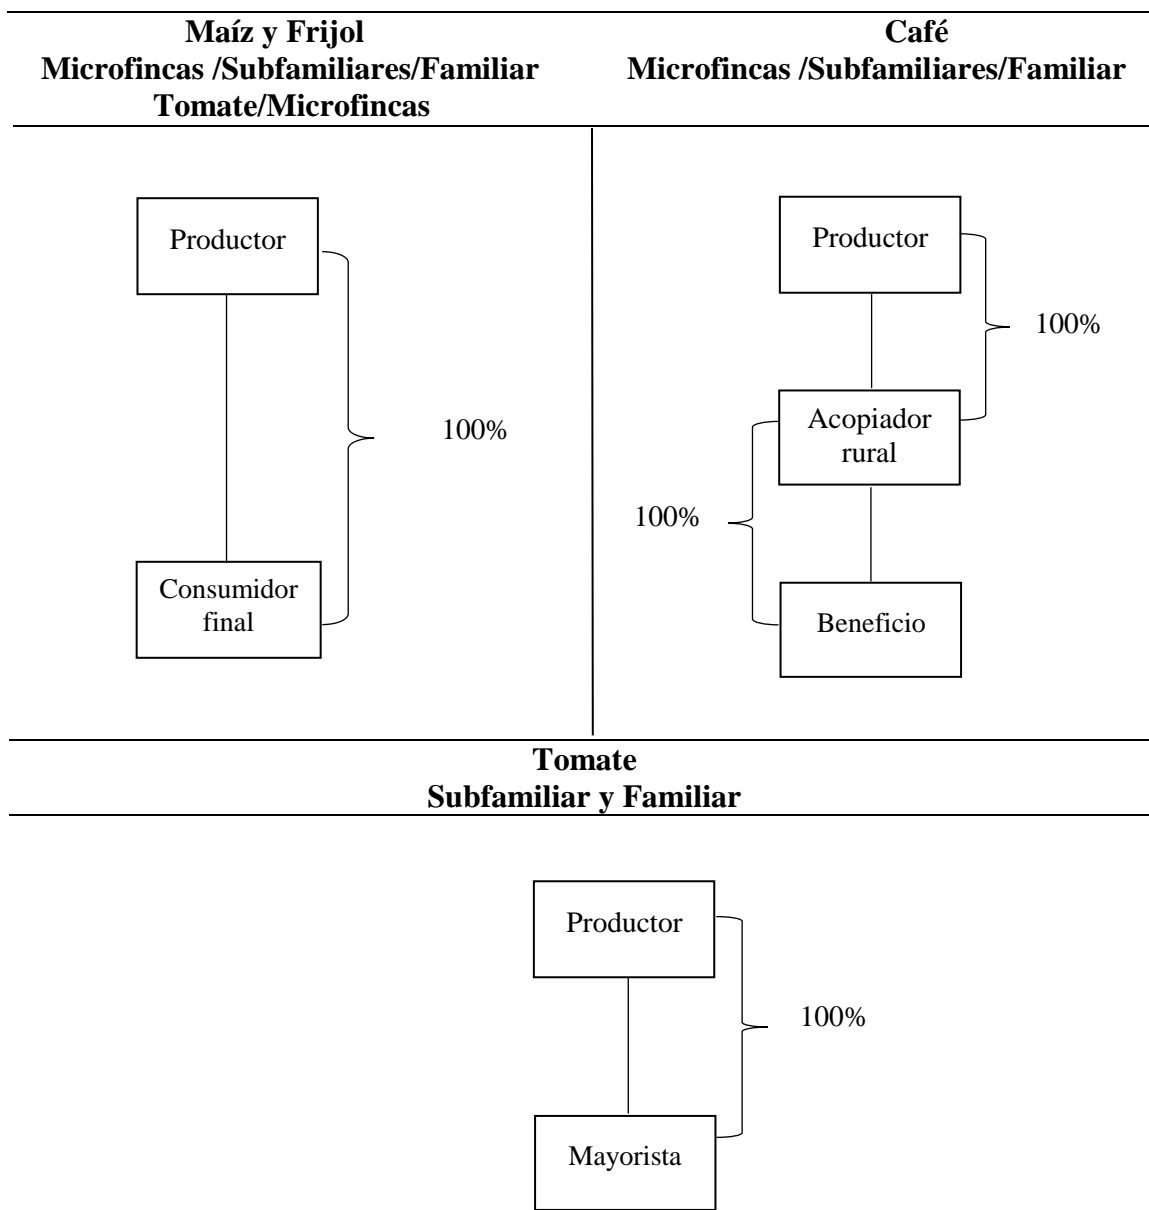 Maíz y Frijol
Microfincas /Subfamiliares/Familiar
Tomate/Microfincas
Café
Microfincas /Subfamiliares/Familiar
Productor
100%
Consumidor
final
Productor
100%
Acopiador
rural
100%
Beneficio
Tomate
Subfamiliar y Familiar
Productor
100%
Mayorista